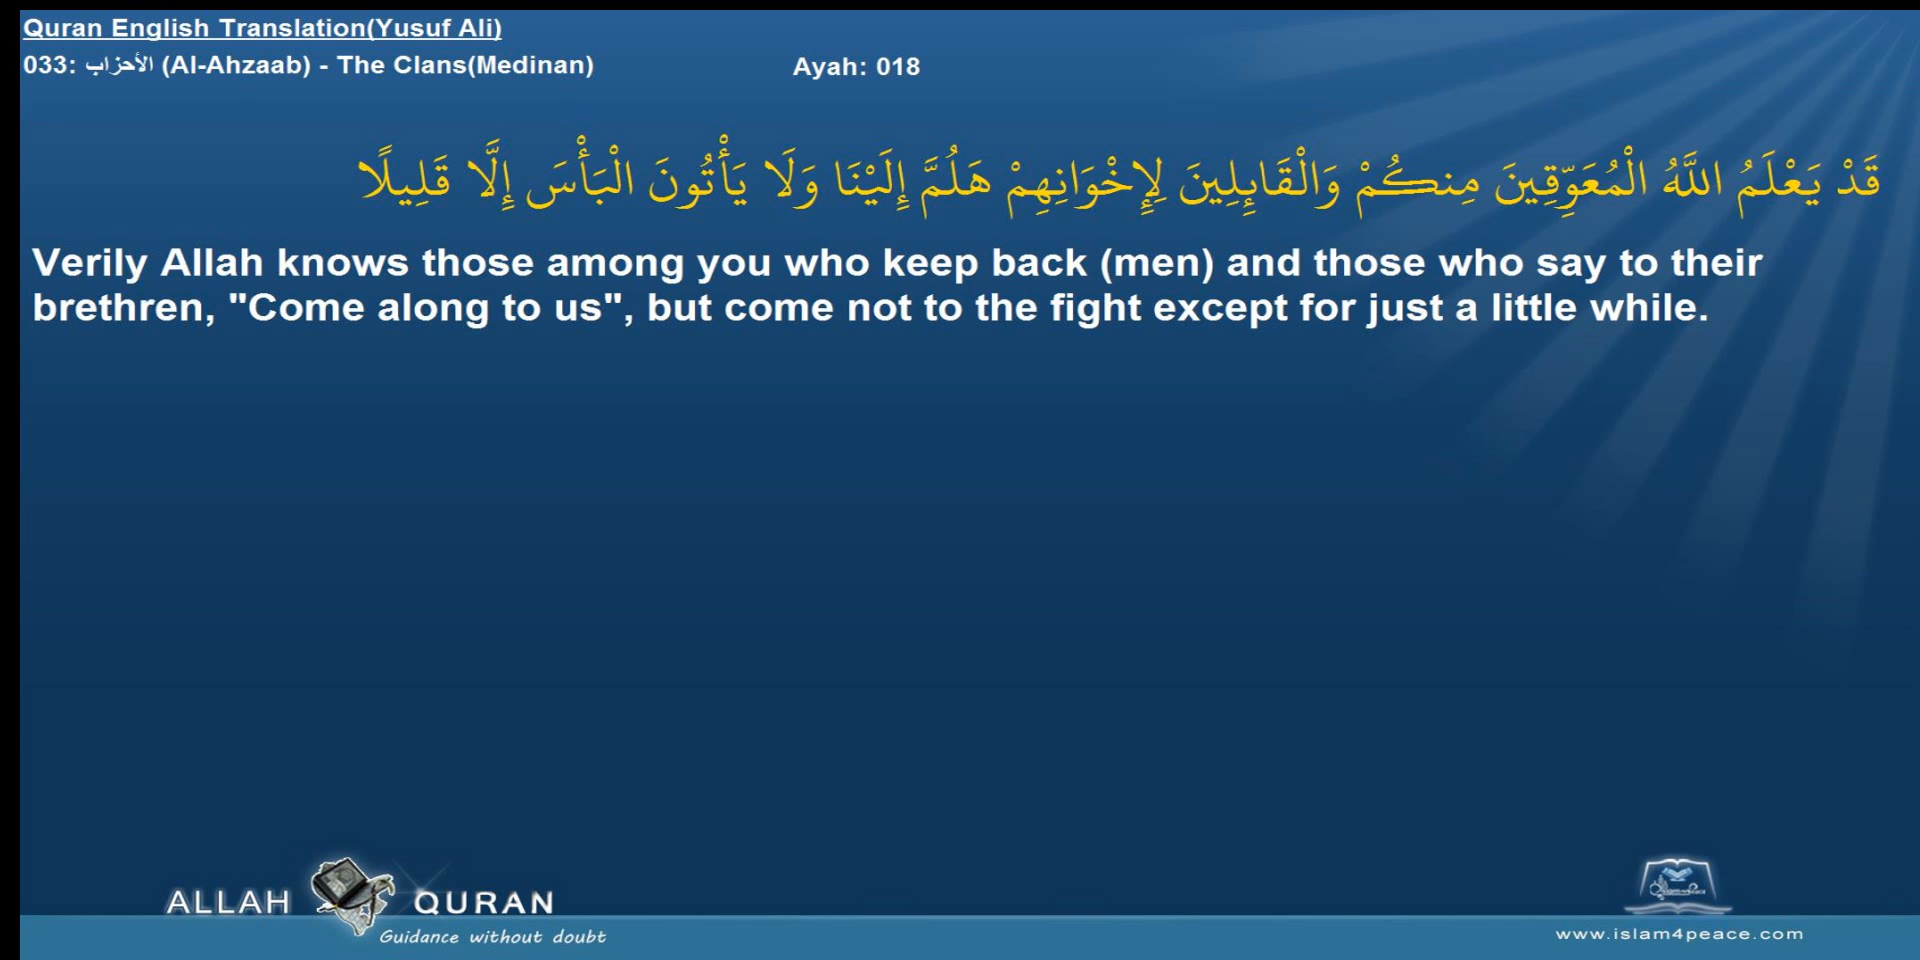 Quran English Translation(Yusuf Ali)
033: الأحزاب (Al-Ahzaab) - The Clans(Medinan) Ayah: 018
قَدْ يَعْلَمُ اللَّهُ الْمُعَوِّقِينَ مِنكُمْ وَالْقَائِلِينَ لِإِخْوَانِهِمْ هَلُمَّ إِلَيْنَا وَلَا يَأْتُونَ الْبَأْسَ إِلَّا قَلِيلًا
Verily Allah knows those among you who keep back (men) and those who say to their
brethren, "Come along to us", but come not to the fight except for just a little while.
ALLAH QURAN
Guidance without doubt
www.islam4peace.com